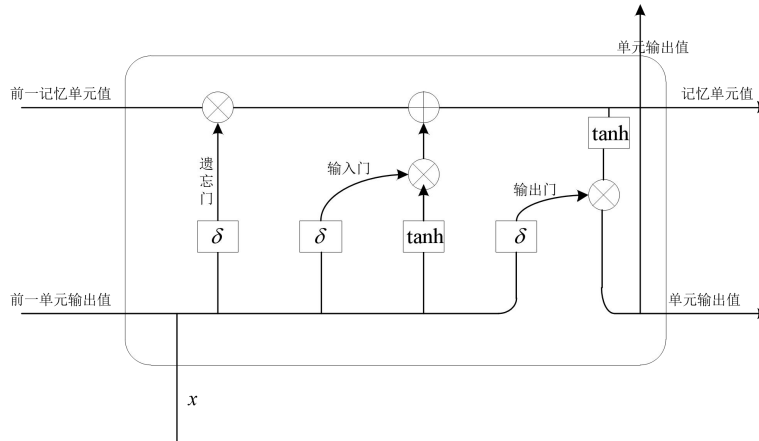 单元输出值
前一记忆单元值
记忆单元值
tanh
遗忘门
输入门
输出门
δ
δ
tanh
δ
前一单元输出值
单元输出值
x